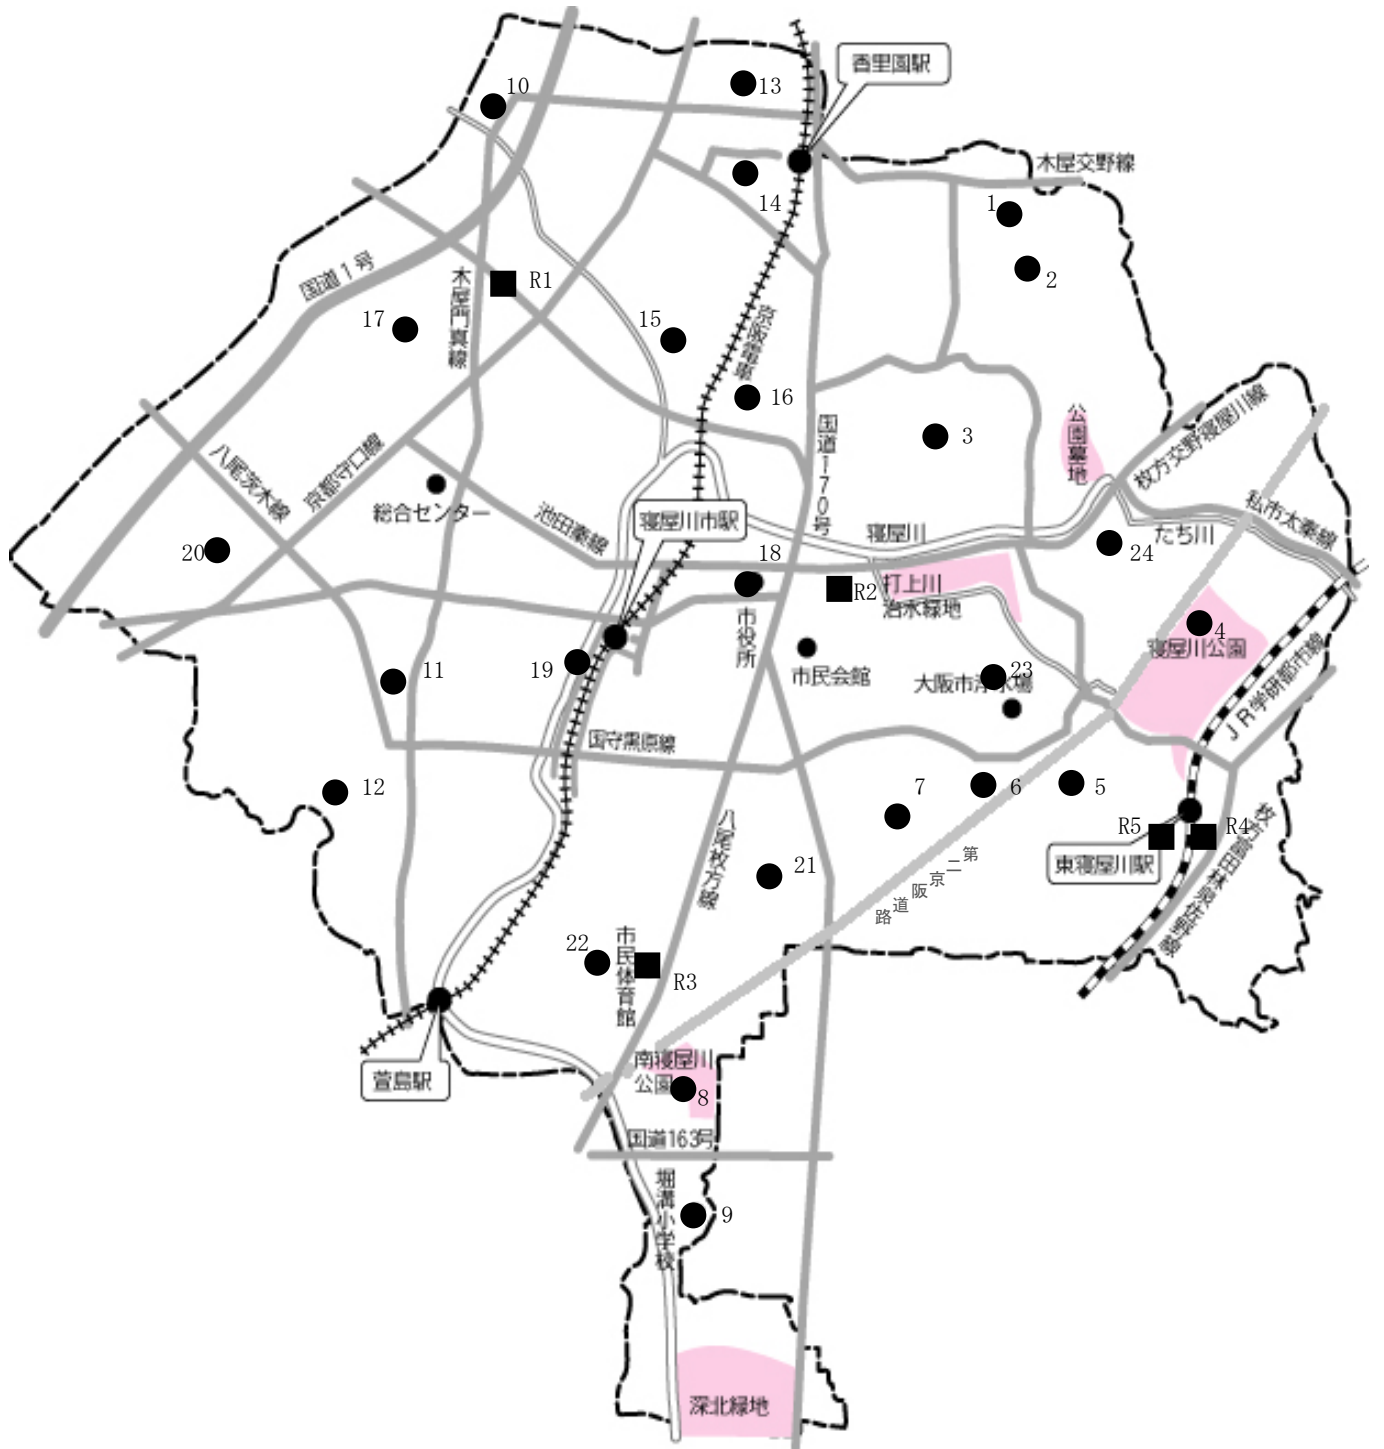 香里園駅
10
13
木屋交野線
14
1
2
国道1号
木屋門真線
R1
17
15
京阪電車
16
国道170号
3
公園墓地
枚方交野寝屋川線
私市太秦線
八尾茨木線
京都守口線
総合センター
池田秦線
寝屋川市駅
寝屋川
たち川
24
20
18
R2
打上川
治水緑地
市役所
4
寝屋川公園
19
11
市民会館
23
大阪市浄水場
JR学研都市線
国守黒原線
12
7
6
5
八尾枚方線
R5
R4
東寝屋川駅
枚方富田林泉佐野線
21
第二京阪道路
22
市民体育館
R3
萱島駅
南寝屋川
公園
8
国道163号
堀溝小学校
9
深北緑地